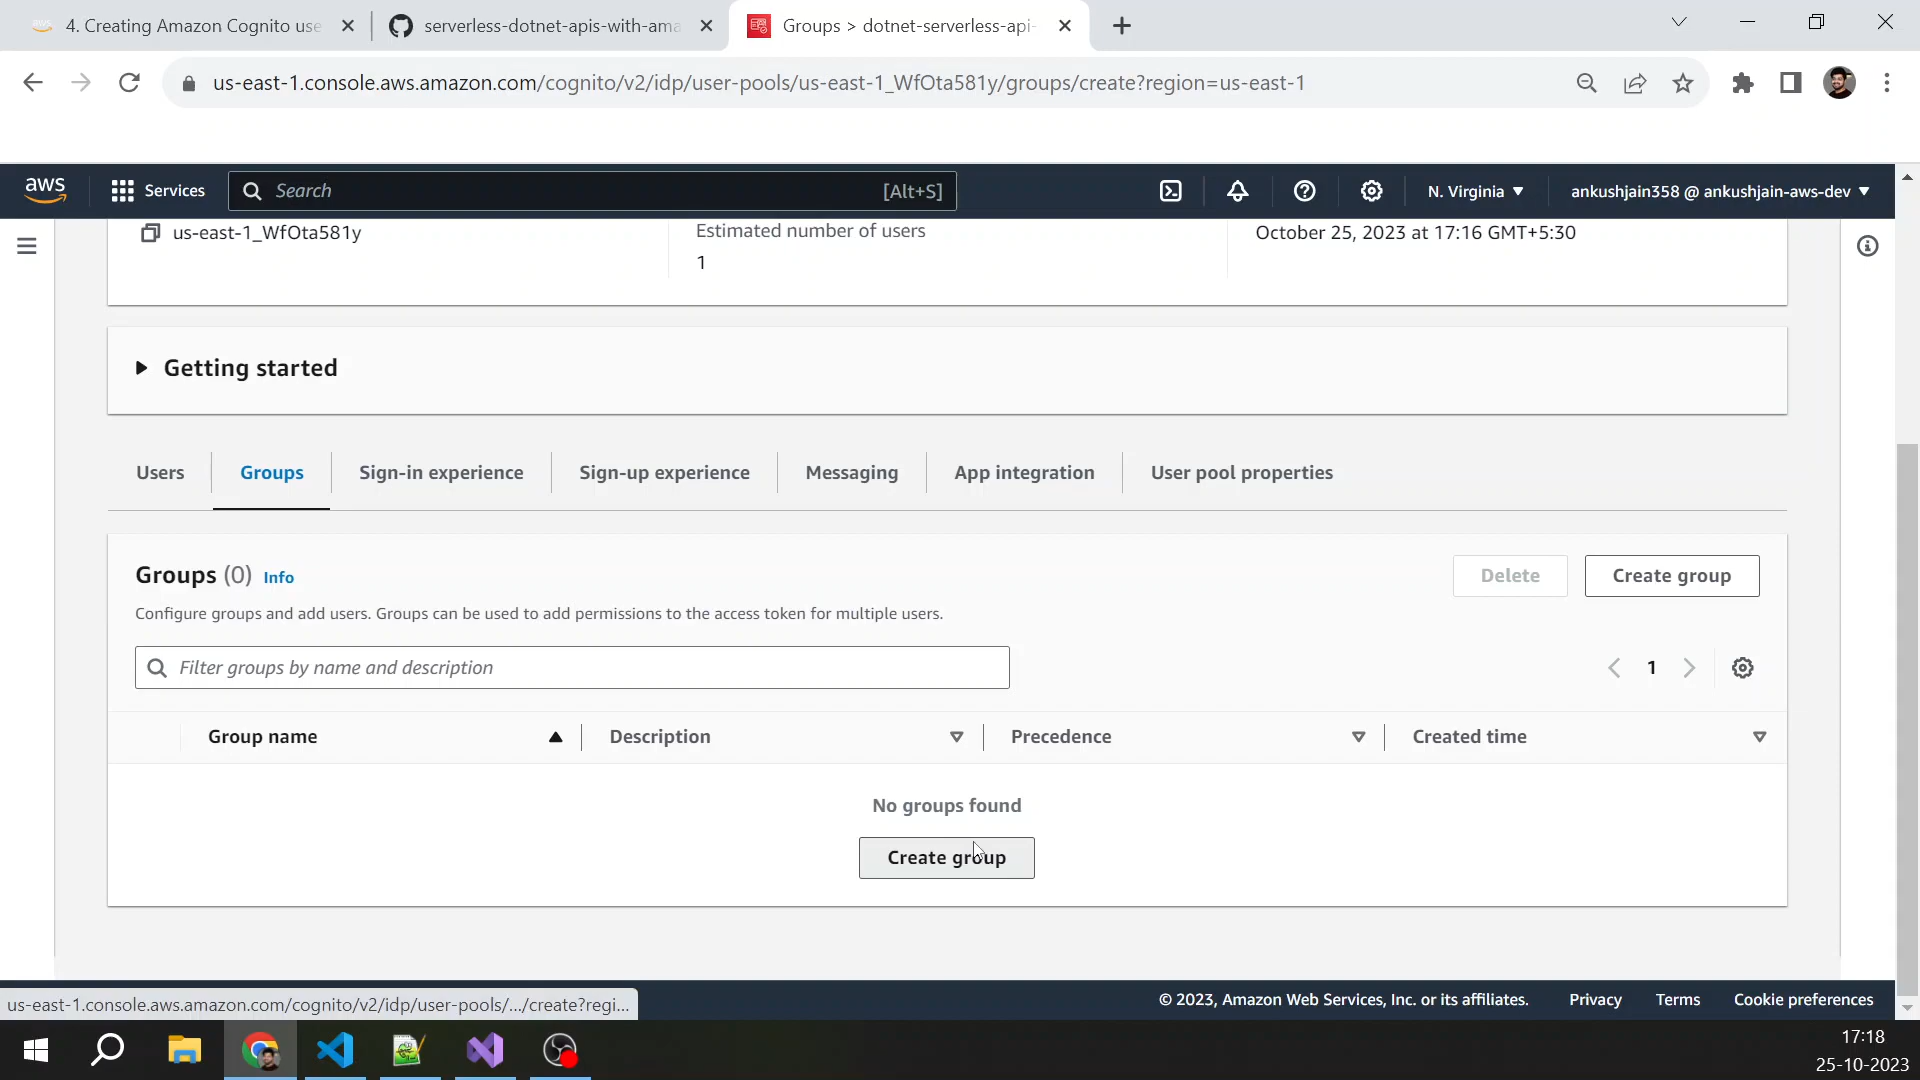 4. Creating Amazon Cognito use
serverless-dotnet-apis-with-ama
Groups > dotnet-serverless-api-
us-east-1.console.aws.amazon.com/cognito/v2/idp/user-pools/us-east-1_WfOta581y/groups/create?region=us-east-1
aws
Services
Search
[Alt+S]
N. Virginia
ankushjain358 @ ankushjain-aws-dev
us-east-1_WfOta581y
Estimated number of users
1
October 25, 2023 at 17:16 GMT+5:30
Getting started
Users
Groups
Sign-in experience
Sign-up experience
Messaging
App integration
User pool properties
Groups (0) Info
Delete
Create group
Configure groups and add users. Groups can be used to add permissions to the access token for multiple users.
Filter groups by name and description
1
Group name
Description
Precedence
Created time
No groups found
Create group
us-east-1.console.aws.amazon.com/cognito/v2/idp/user-pools/.../create?regi...
© 2023, Amazon Web Services, Inc. or its affiliates.
Privacy
Terms
Cookie preferences
17:18
25-10-2023